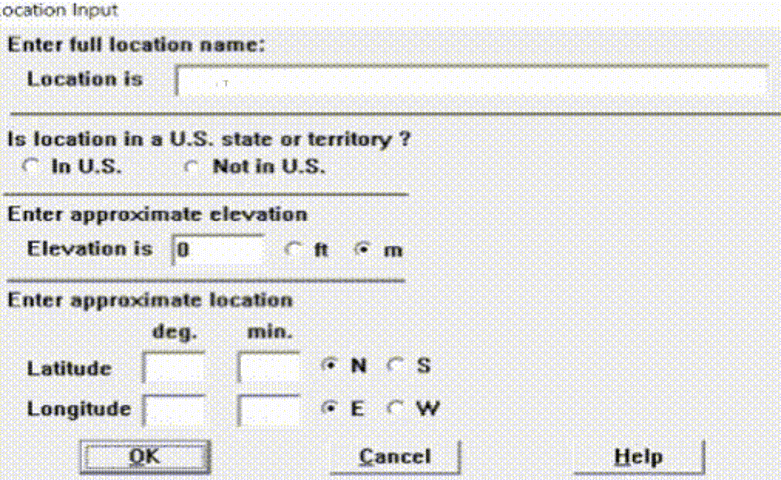 ocation Input
Enter full location name:
Location is
Is location in a U.S. state or territory ?
In U.S. Not in U.S.
Enter approximate elevation
Elevation is 0 ft m
Enter approximate location
deg. min.
Latitude N S
Longitude E W
OK Cancel Help